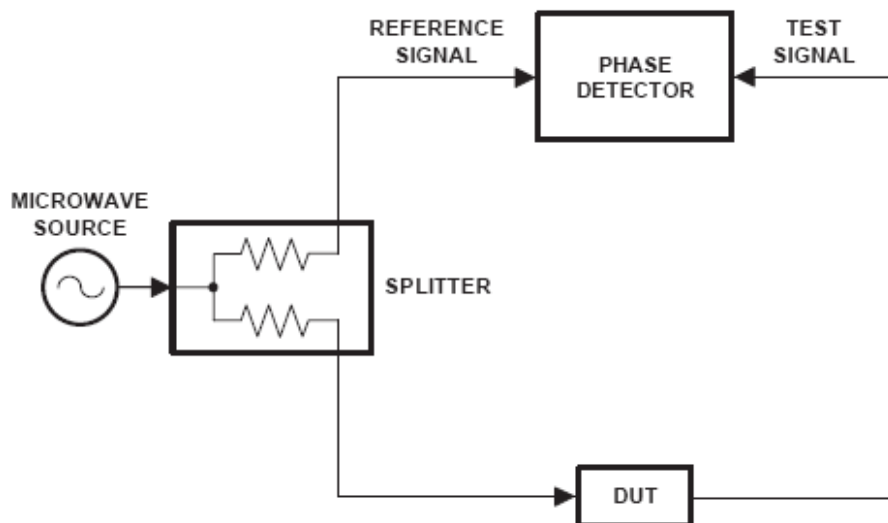 REFERENCE
SIGNAL
PHASE
DETECTOR
TEST
SIGNAL
MICROWAVE
SOURCE
SPLITTER
DUT